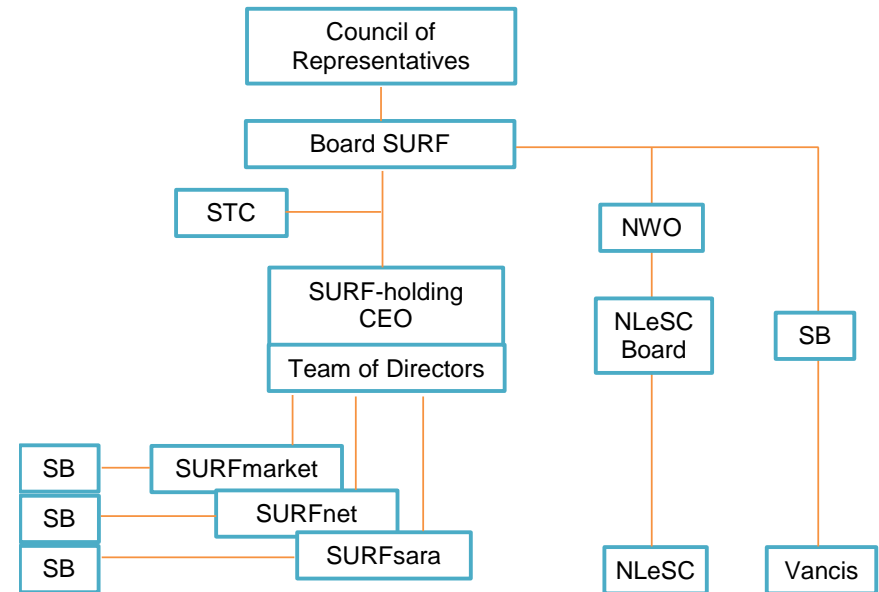 Council of
Representatives
Board SURF
STC
NWO
SURF-holding
CEO
NLeSC
Board
SB
Team of Directors
SB
SURFmarket
SB
SURFnet
SB
SURFsara
NLeSC
Vancis